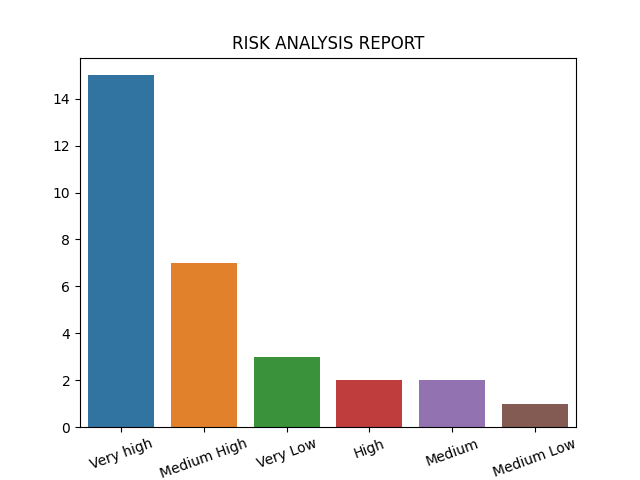 RISK ANALYSIS REPORT
14
12
10
8
6
4
2
0
Very high
Medium High
Very Low
High
Medium
Medium Low